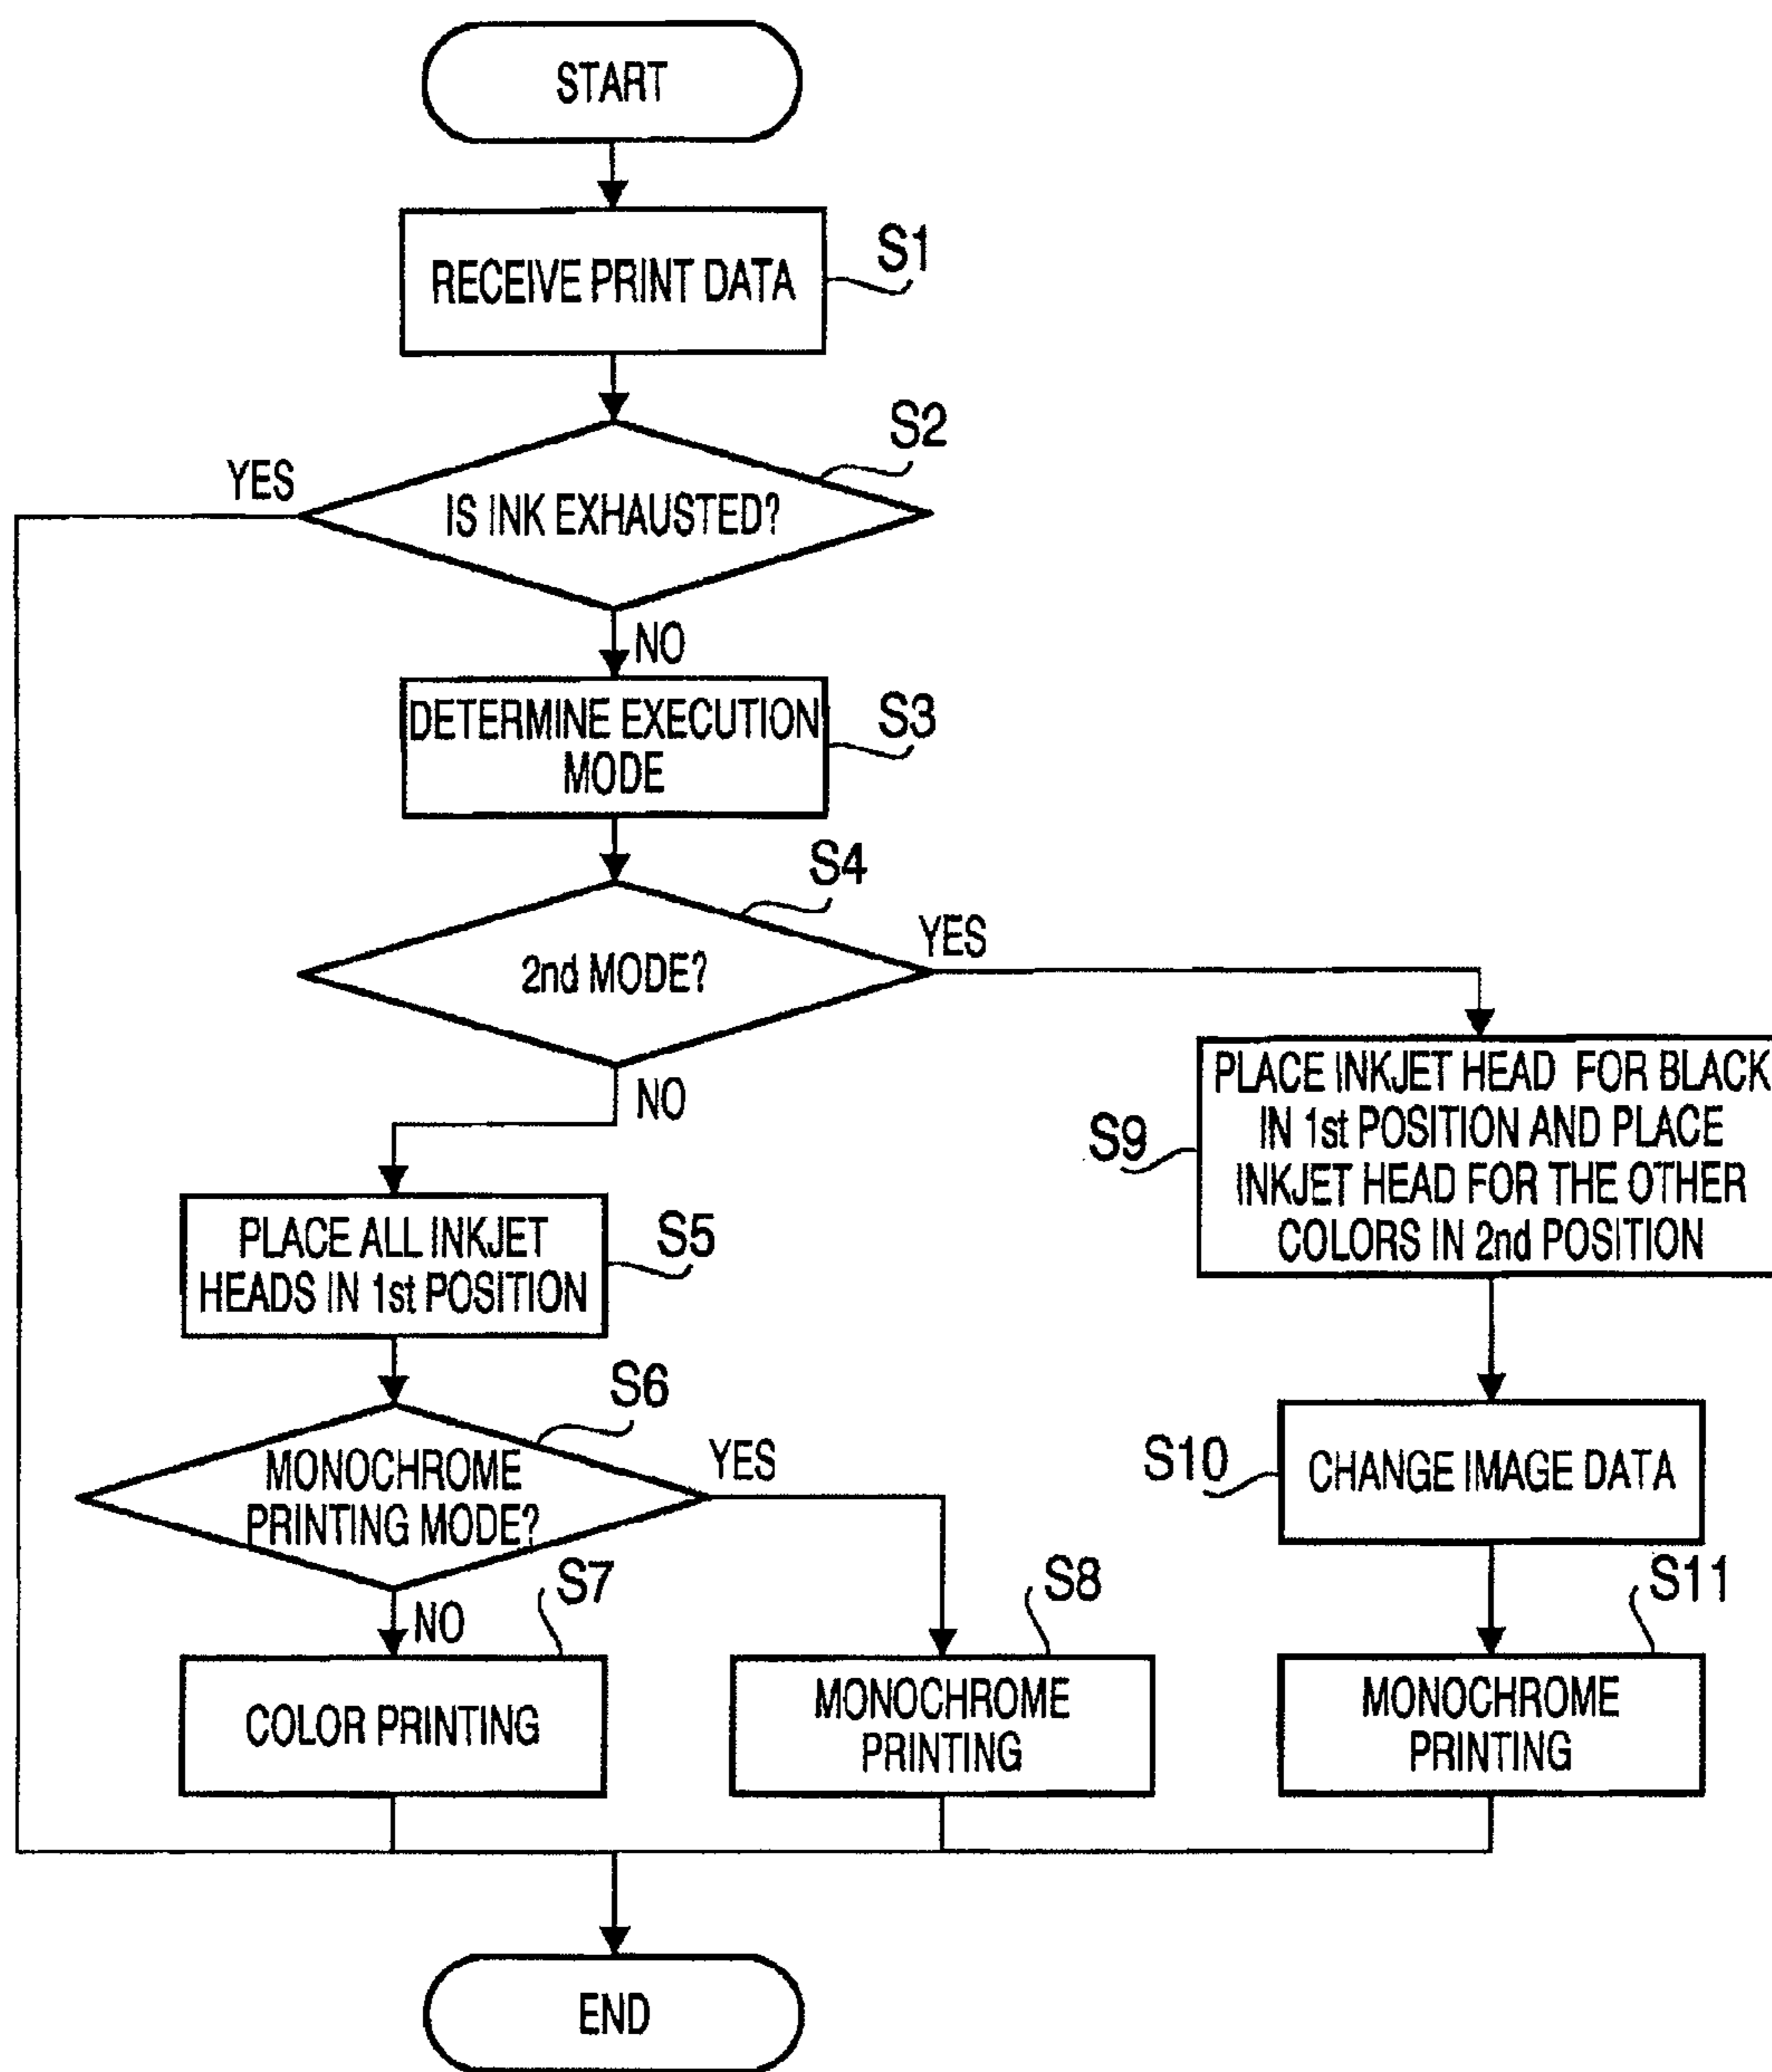 START
RECEIVE PRINT DATA
S1
S2
YES
IS INK EXHAUSTED?
NO
DETERMINE EXECUTION
MODE
S3
S4
YES
2nd MODE?
NO
PLACE INKJET HEAD FOR BLACK
IN 1st POSITION AND PLACE
INKJET HEAD FOR THE OTHER
COLORS IN 2nd POSITION
S9
PLACE ALL INKJET
HEADS IN 1st POSITION
S5
S6
MONOCHROME
PRINTING MODE?
YES
S10
CHANGE IMAGE DATA
NO
S7
S8
S11
COLOR PRINTING
MONOCHROME
PRINTING
MONOCHROME
PRINTING
END